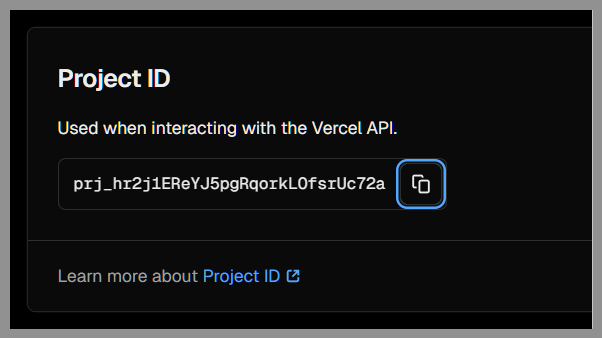 Project ID
Used when interacting with the Vercel API.
prj_hr2j1EReYJ5pgRqorkLOfsrUc72a
Learn more about Project ID